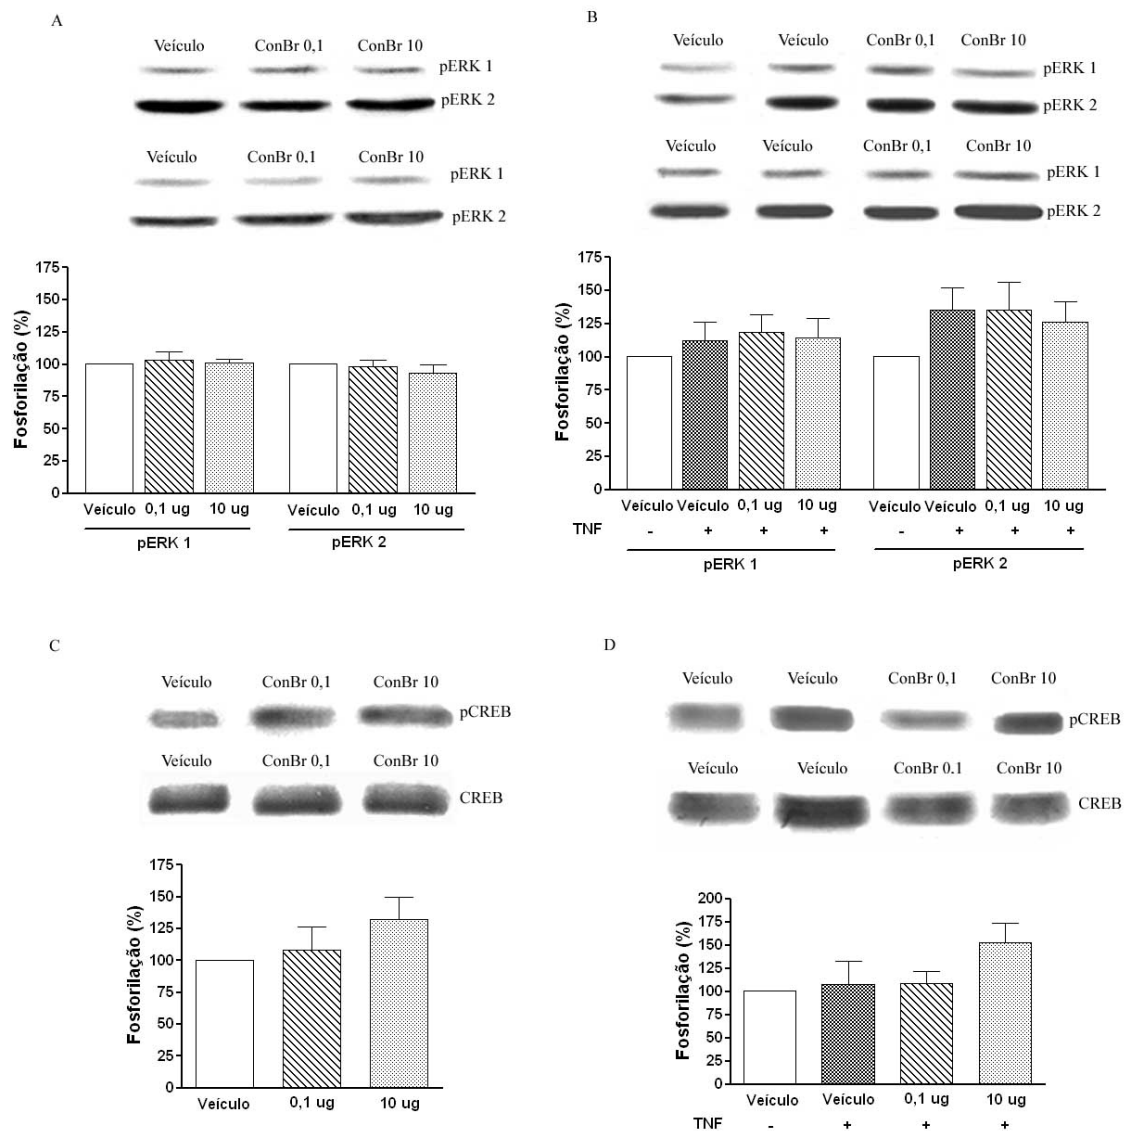 A
Veículo ConBr 0,1 ConBr 10
pERK 1
pERK 2
Veículo ConBr 0,1 ConBr 10
pERK 1
pERK 2
Fosforilação (%)
175
150
125
100
75
50
25
0
Veículo 0,1 ug 10 ug Veículo 0,1 ug 10 ug
pERK 1 pERK 2
B
Veículo Veículo ConBr 0,1 ConBr 10
pERK 1
pERK 2
Veículo Veículo ConBr 0,1 ConBr 10
pERK 1
pERK 2
Fosforilação (%)
175
150
125
100
75
50
25
0
Veículo Veículo 0,1 ug 10 ug Veículo Veículo 0,1 ug 10 ug
TNF - + + + - + + +
pERK 1 pERK 2
C
Veículo ConBr 0,1 ConBr 10
pCREB
Veículo ConBr 0,1 ConBr 10
CREB
Fosforilação (%)
175
150
125
100
75
50
25
0
Veículo 0,1 ug 10 ug
D
Veículo Veículo ConBr 0,1 ConBr 10
pCREB
Veículo Veículo ConBr 0.1 ConBr 10
CREB
Fosforilação (%)
200
175
150
125
100
75
50
25
0
Veículo Veículo 0,1 ug 10 ug
TNF - + + +